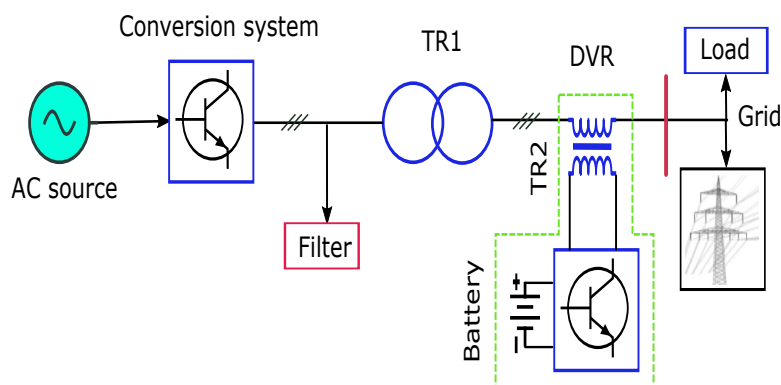 Conversion system
TR1
DVR
Load
Grid
AC source
TR2
Filter
Battery